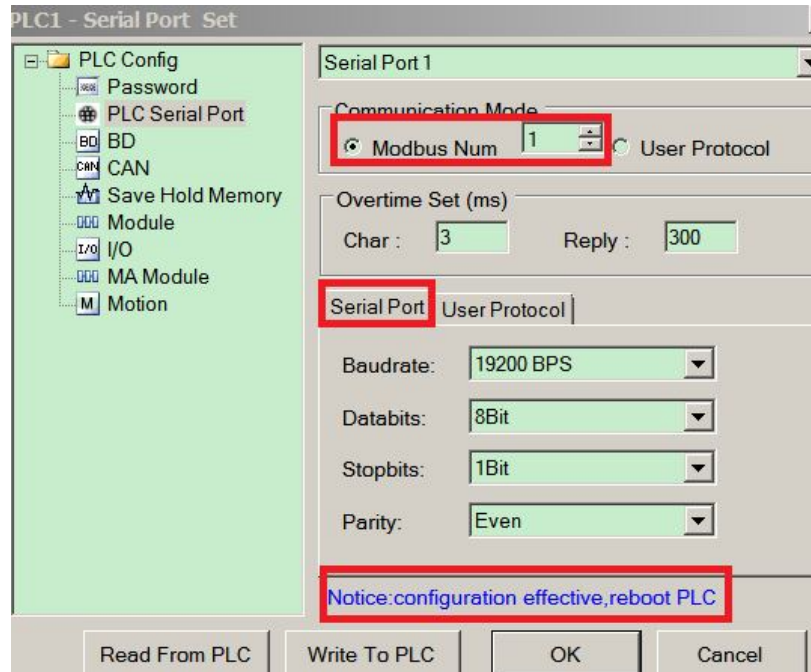 PLC1 - Serial Port Set
PLC Config
Password
PLC Serial Port
BD BD
CAN CAN
Save Hold Memory
Module
I/O I/O
MA Module
M Motion
Serial Port 1
Communication Mode
Modbus Num 1 User Protocol
Overtime Set (ms)
Char : 3 Reply : 300
Serial Port User Protocol
Baudrate: 19200 BPS
Databits: 8Bit
Stopbits: 1Bit
Parity: Even
Notice:configuration effective,reboot PLC
Read From PLC Write To PLC OK Cancel